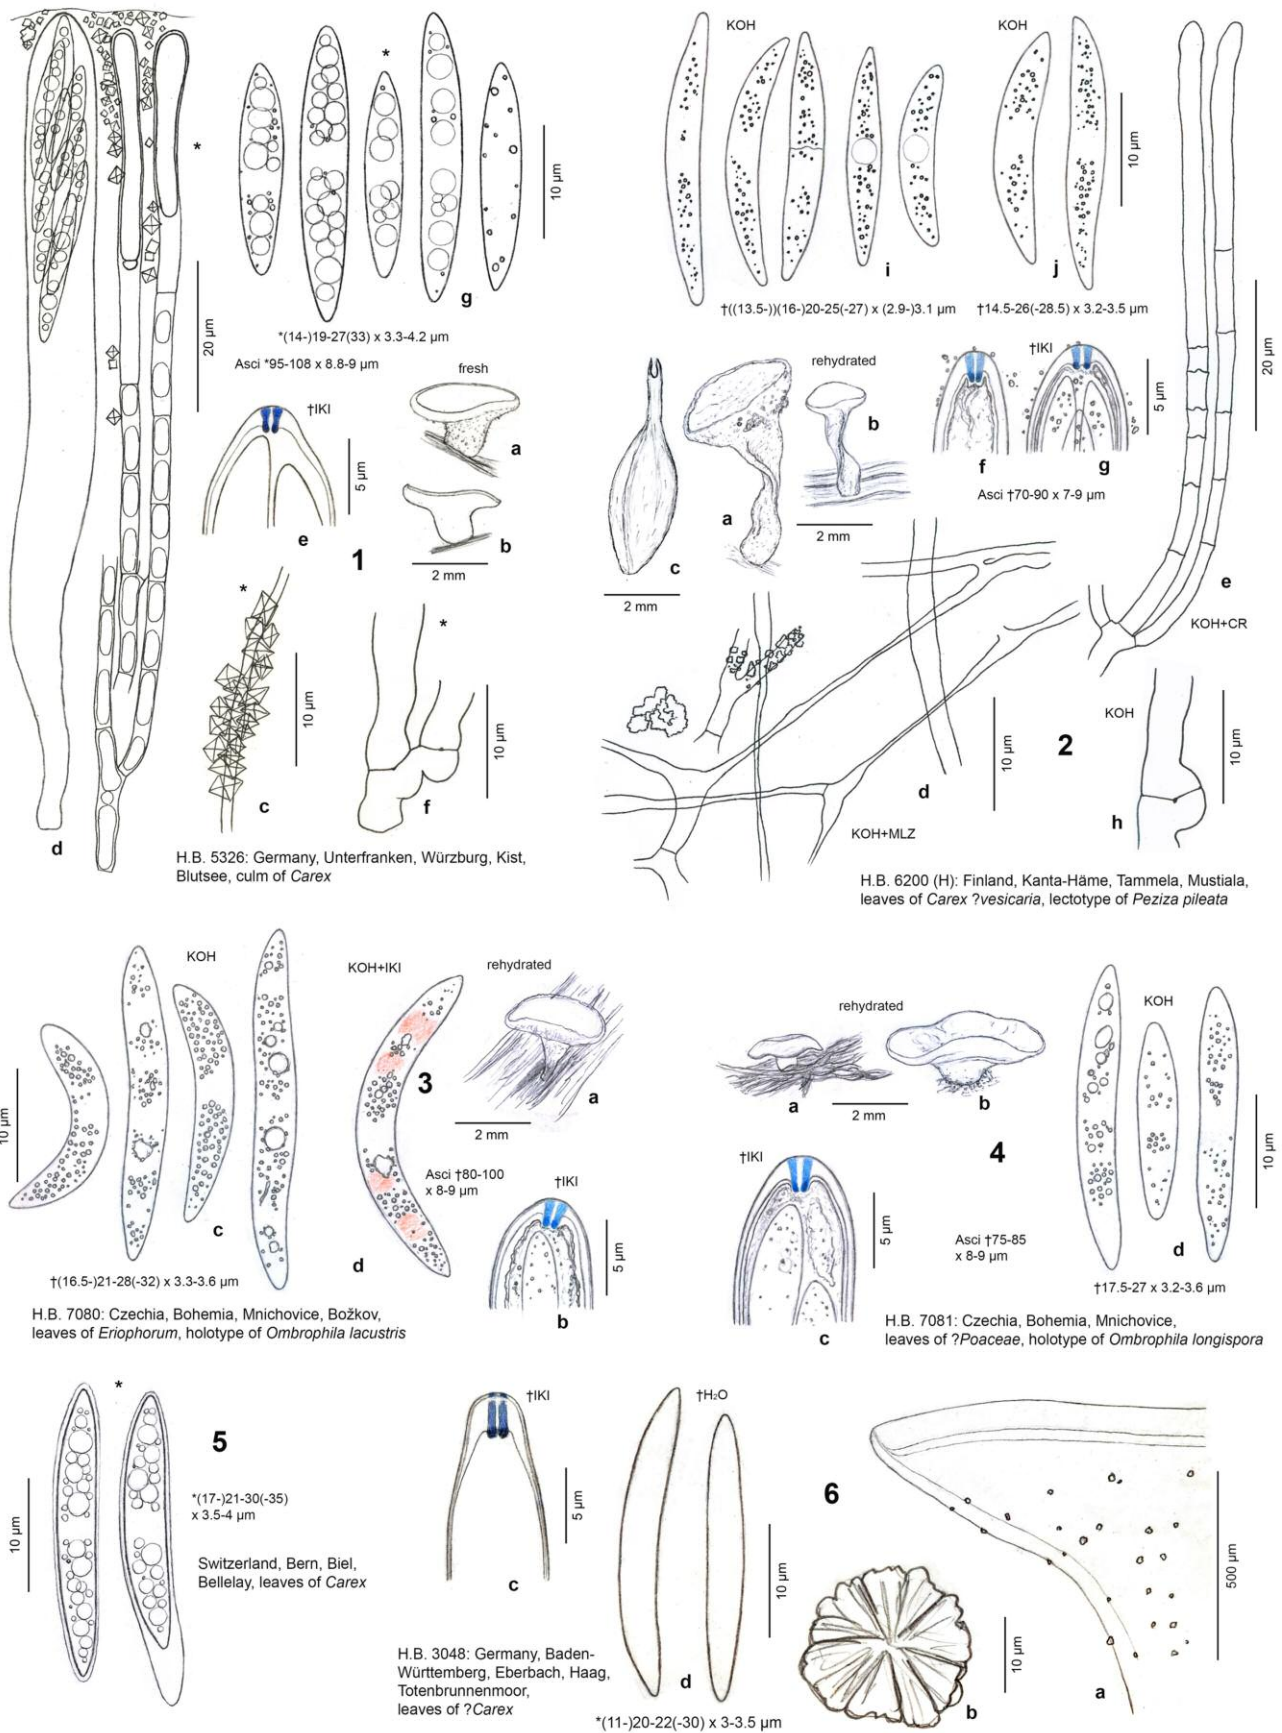 *
g
10 µm
*
20 µm
*(14-)19-27(33) x 3.3-4.2 µm
Asci *95-108 x 8.8-9 µm
†IKI
5 µm
e
fresh
a
b
2 mm
1
*
10 µm
c
*
10 µm
f
d
H.B. 5326: Germany, Unterfranken, Würzburg, Kist,
Blutsee, culm of Carex
KOH
i
KOH
10 µm
j
†((13.5-))(16-)20-25(-27) x (2.9-)3.1 µm
†14.5-26(-28.5) x 3.2-3.5 µm
20 µm
rehydrated
b
a
2 mm
c
2 mm
†IKI
5 µm
f
g
Asci †70-90 x 7-9 µm
e
KOH+CR
d
10 µm
KOH+MLZ
2
KOH
10 µm
h
H.B. 6200 (H): Finland, Kanta-Häme, Tammela, Mustiala,
leaves of Carex ?vesicaria, lectotype of Peziza pileata
10 µm
KOH
c
†(16.5-)21-28(-32) x 3.3-3.6 µm
KOH+IKI
d
3
rehydrated
a
2 mm
Asci †80-100
x 8-9 µm
†IKI
5 µm
b
H.B. 7080: Czechia, Bohemia, Mnichovice, Božkov,
leaves of Eriophorum, holotype of Ombrophila lacustris
rehydrated
a
2 mm
b
4
†IKI
5 µm
c
Asci †75-85
x 8-9 µm
KOH
10 µm
d
†17.5-27 x 3.2-3.6 µm
H.B. 7081: Czechia, Bohemia, Mnichovice,
leaves of ?Poaceae, holotype of Ombrophila longispora
*
10 µm
5
*(17-)21-30(-35)
x 3.5-4 µm
Switzerland, Bern, Biel,
Bellelay, leaves of Carex
†IKI
5 µm
c
†H₂O
10 µm
d
6
10 µm
b
500 µm
a
H.B. 3048: Germany, Baden-
Württemberg, Eberbach, Haag,
Totenbrunnenmoor,
leaves of ?Carex
*(11-)20-22(-30) x 3-3.5 µm